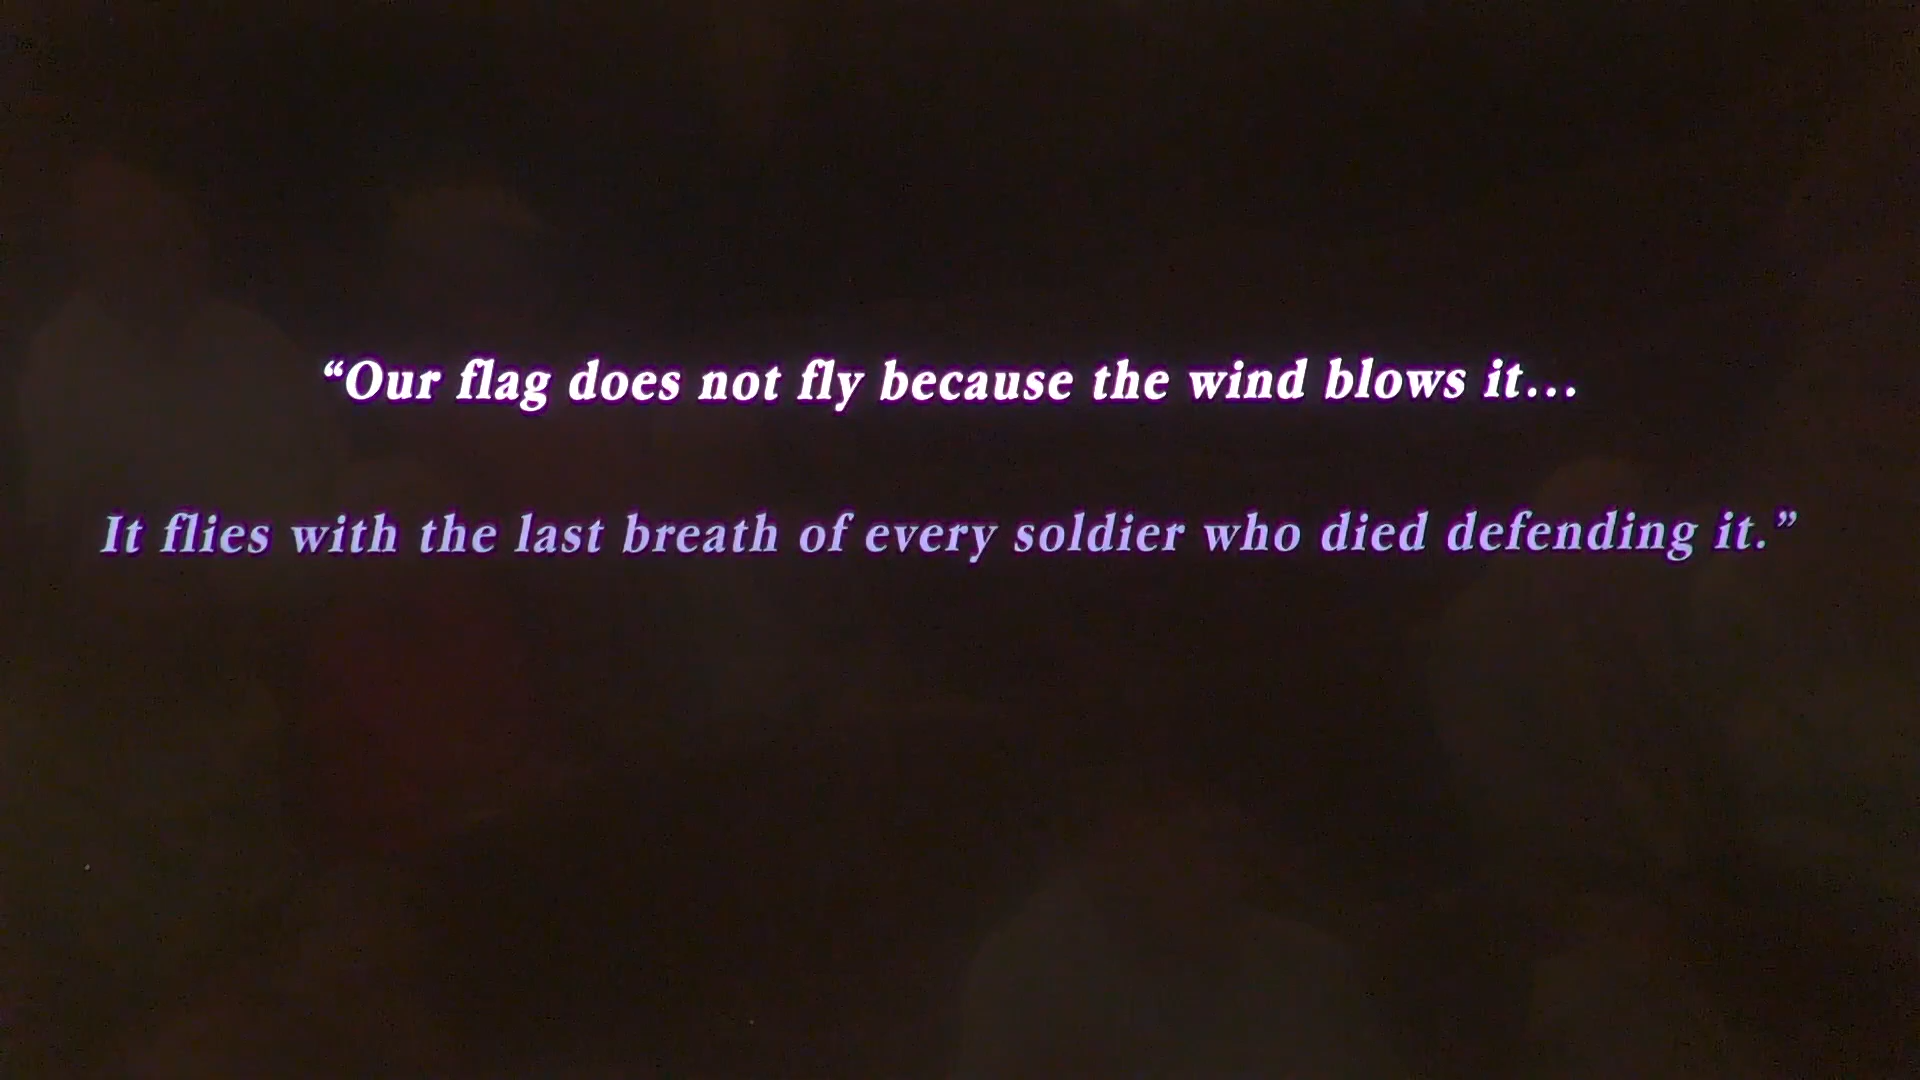 “Our flag does not fly because the wind blows it…
It flies with the last breath of every soldier who died defending it.”